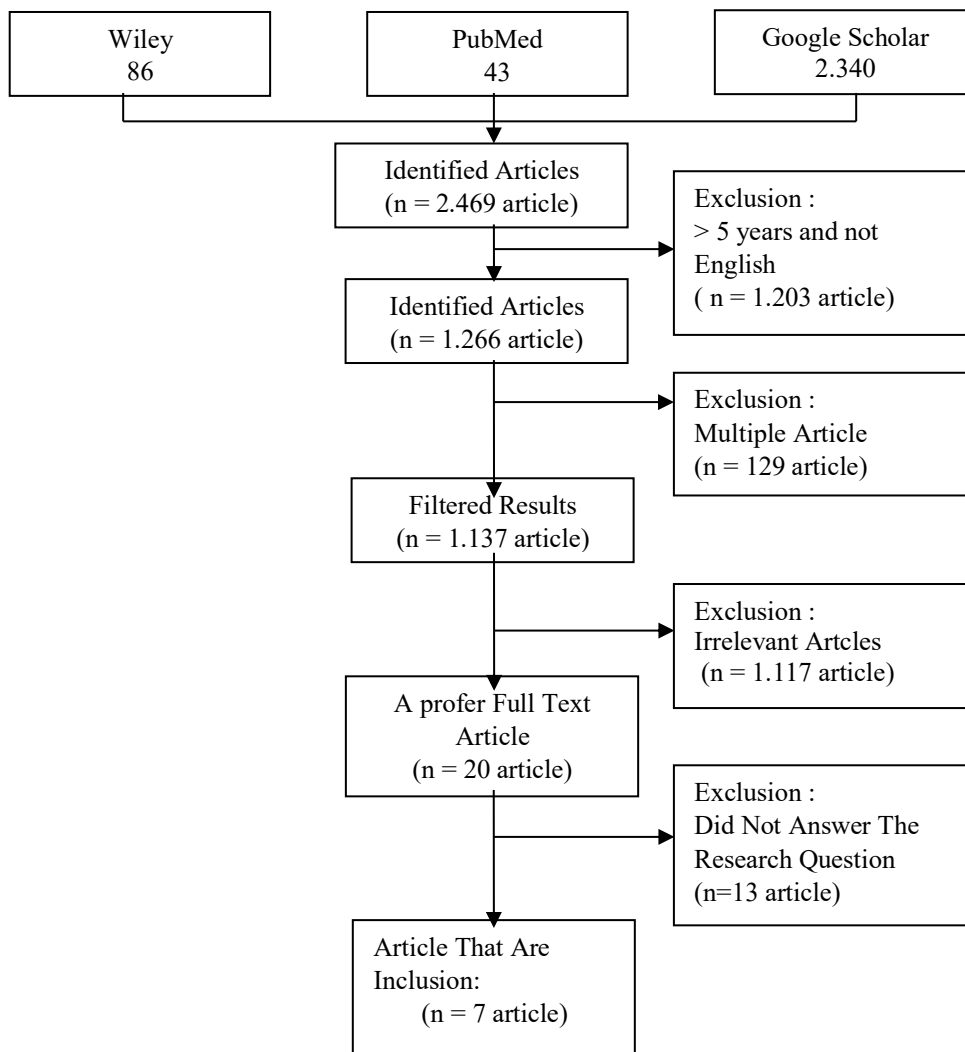 Wiley
86
PubMed
43
Google Scholar
2.340
Identified Articles
(n = 2.469 article)
Exclusion :
> 5 years and not
English
( n = 1.203 article)
Identified Articles
(n = 1.266 article)
Exclusion :
Multiple Article
(n = 129 article)
Filtered Results
(n = 1.137 article)
Exclusion :
Irrelevant Artcles
(n = 1.117 article)
A profer Full Text
Article
(n = 20 article)
Exclusion :
Did Not Answer The
Research Question
(n=13 article)
Article That Are
Inclusion:
(n = 7 article)